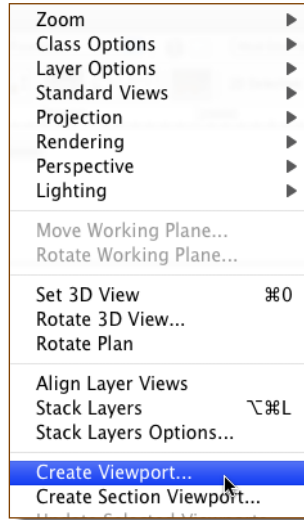 Zoom
Class Options
Layer Options
Standard Views
Projection
Rendering
Perspective
Lighting
Move Working Plane...
Rotate Working Plane...
Set 3D View ⌘0
Rotate 3D View...
Rotate Plan
Align Layer Views
Stack Layers ⌥⌘L
Stack Layers Options...
Create Viewport...
Create Section Viewport...